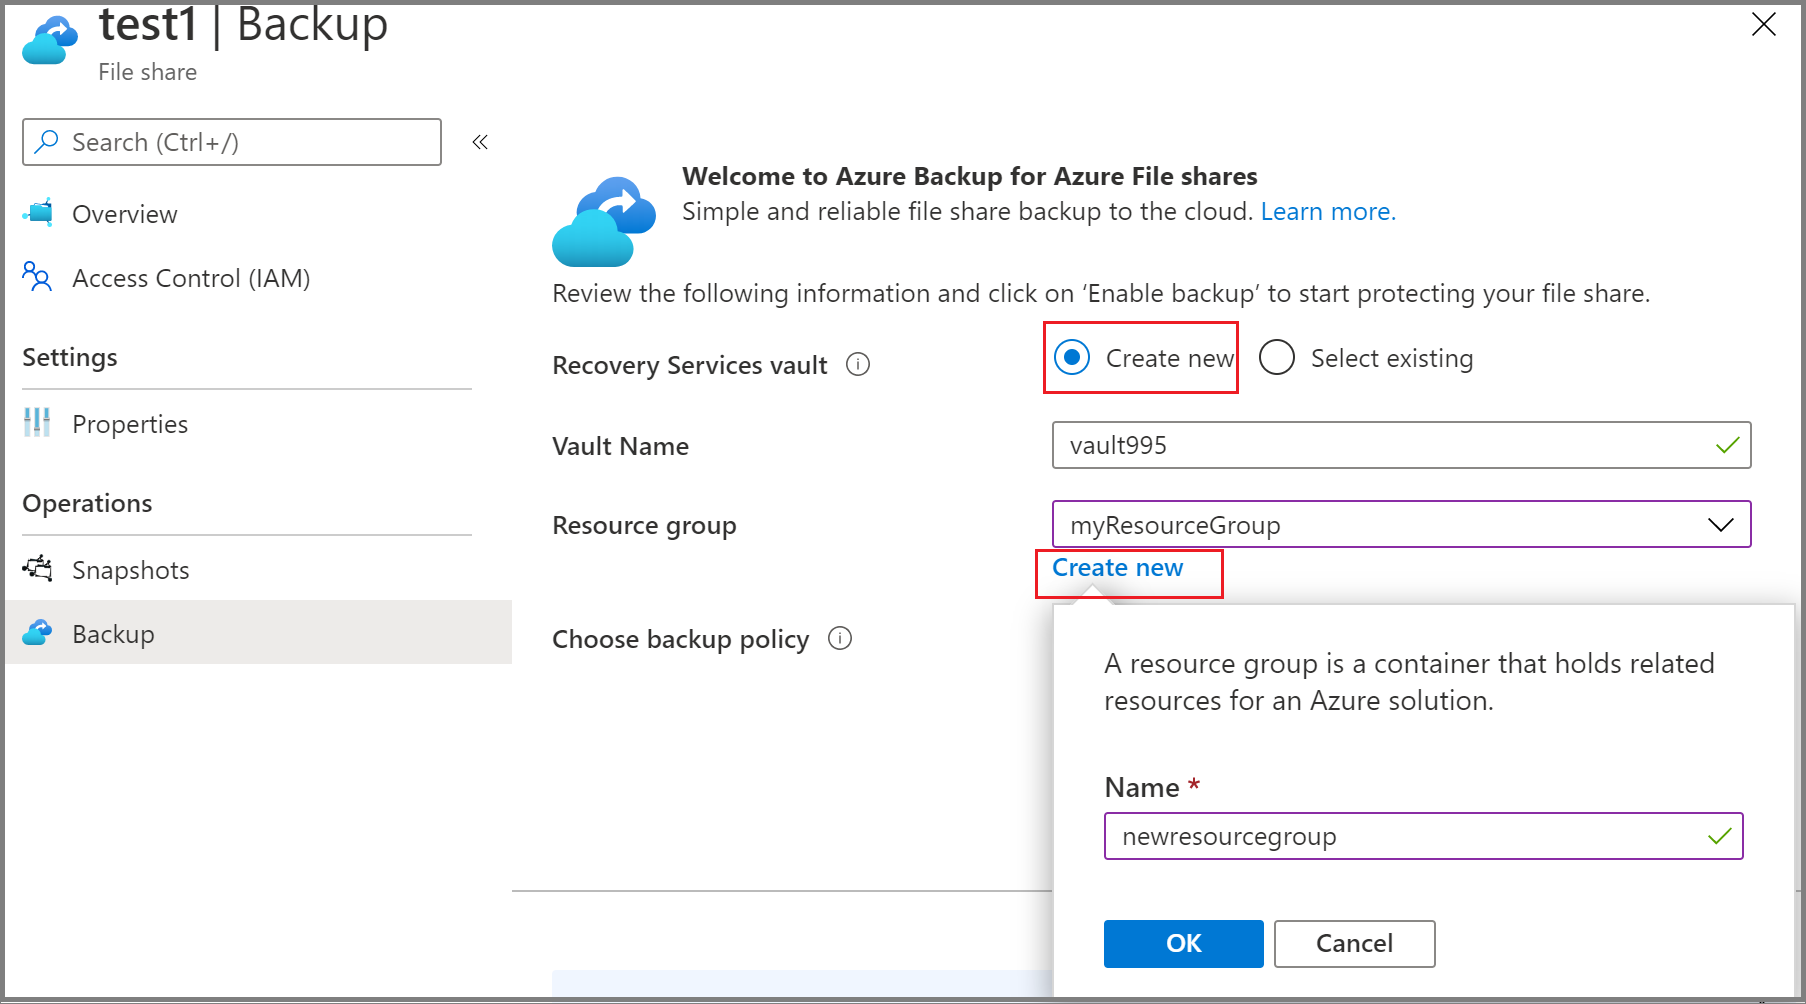 test1 | Backup
File share
Search (Ctrl+/)
«
Overview
Access Control (IAM)
Settings
Properties
Operations
Snapshots
Backup
Welcome to Azure Backup for Azure File shares
Simple and reliable file share backup to the cloud. Learn more.
Review the following information and click on ‘Enable backup’ to start protecting your file share.
Recovery Services vault
Create new
Select existing
Vault Name
vault995
Resource group
myResourceGroup
Create new
Choose backup policy
A resource group is a container that holds related
resources for an Azure solution.
Name *
newresourcegroup
OK
Cancel